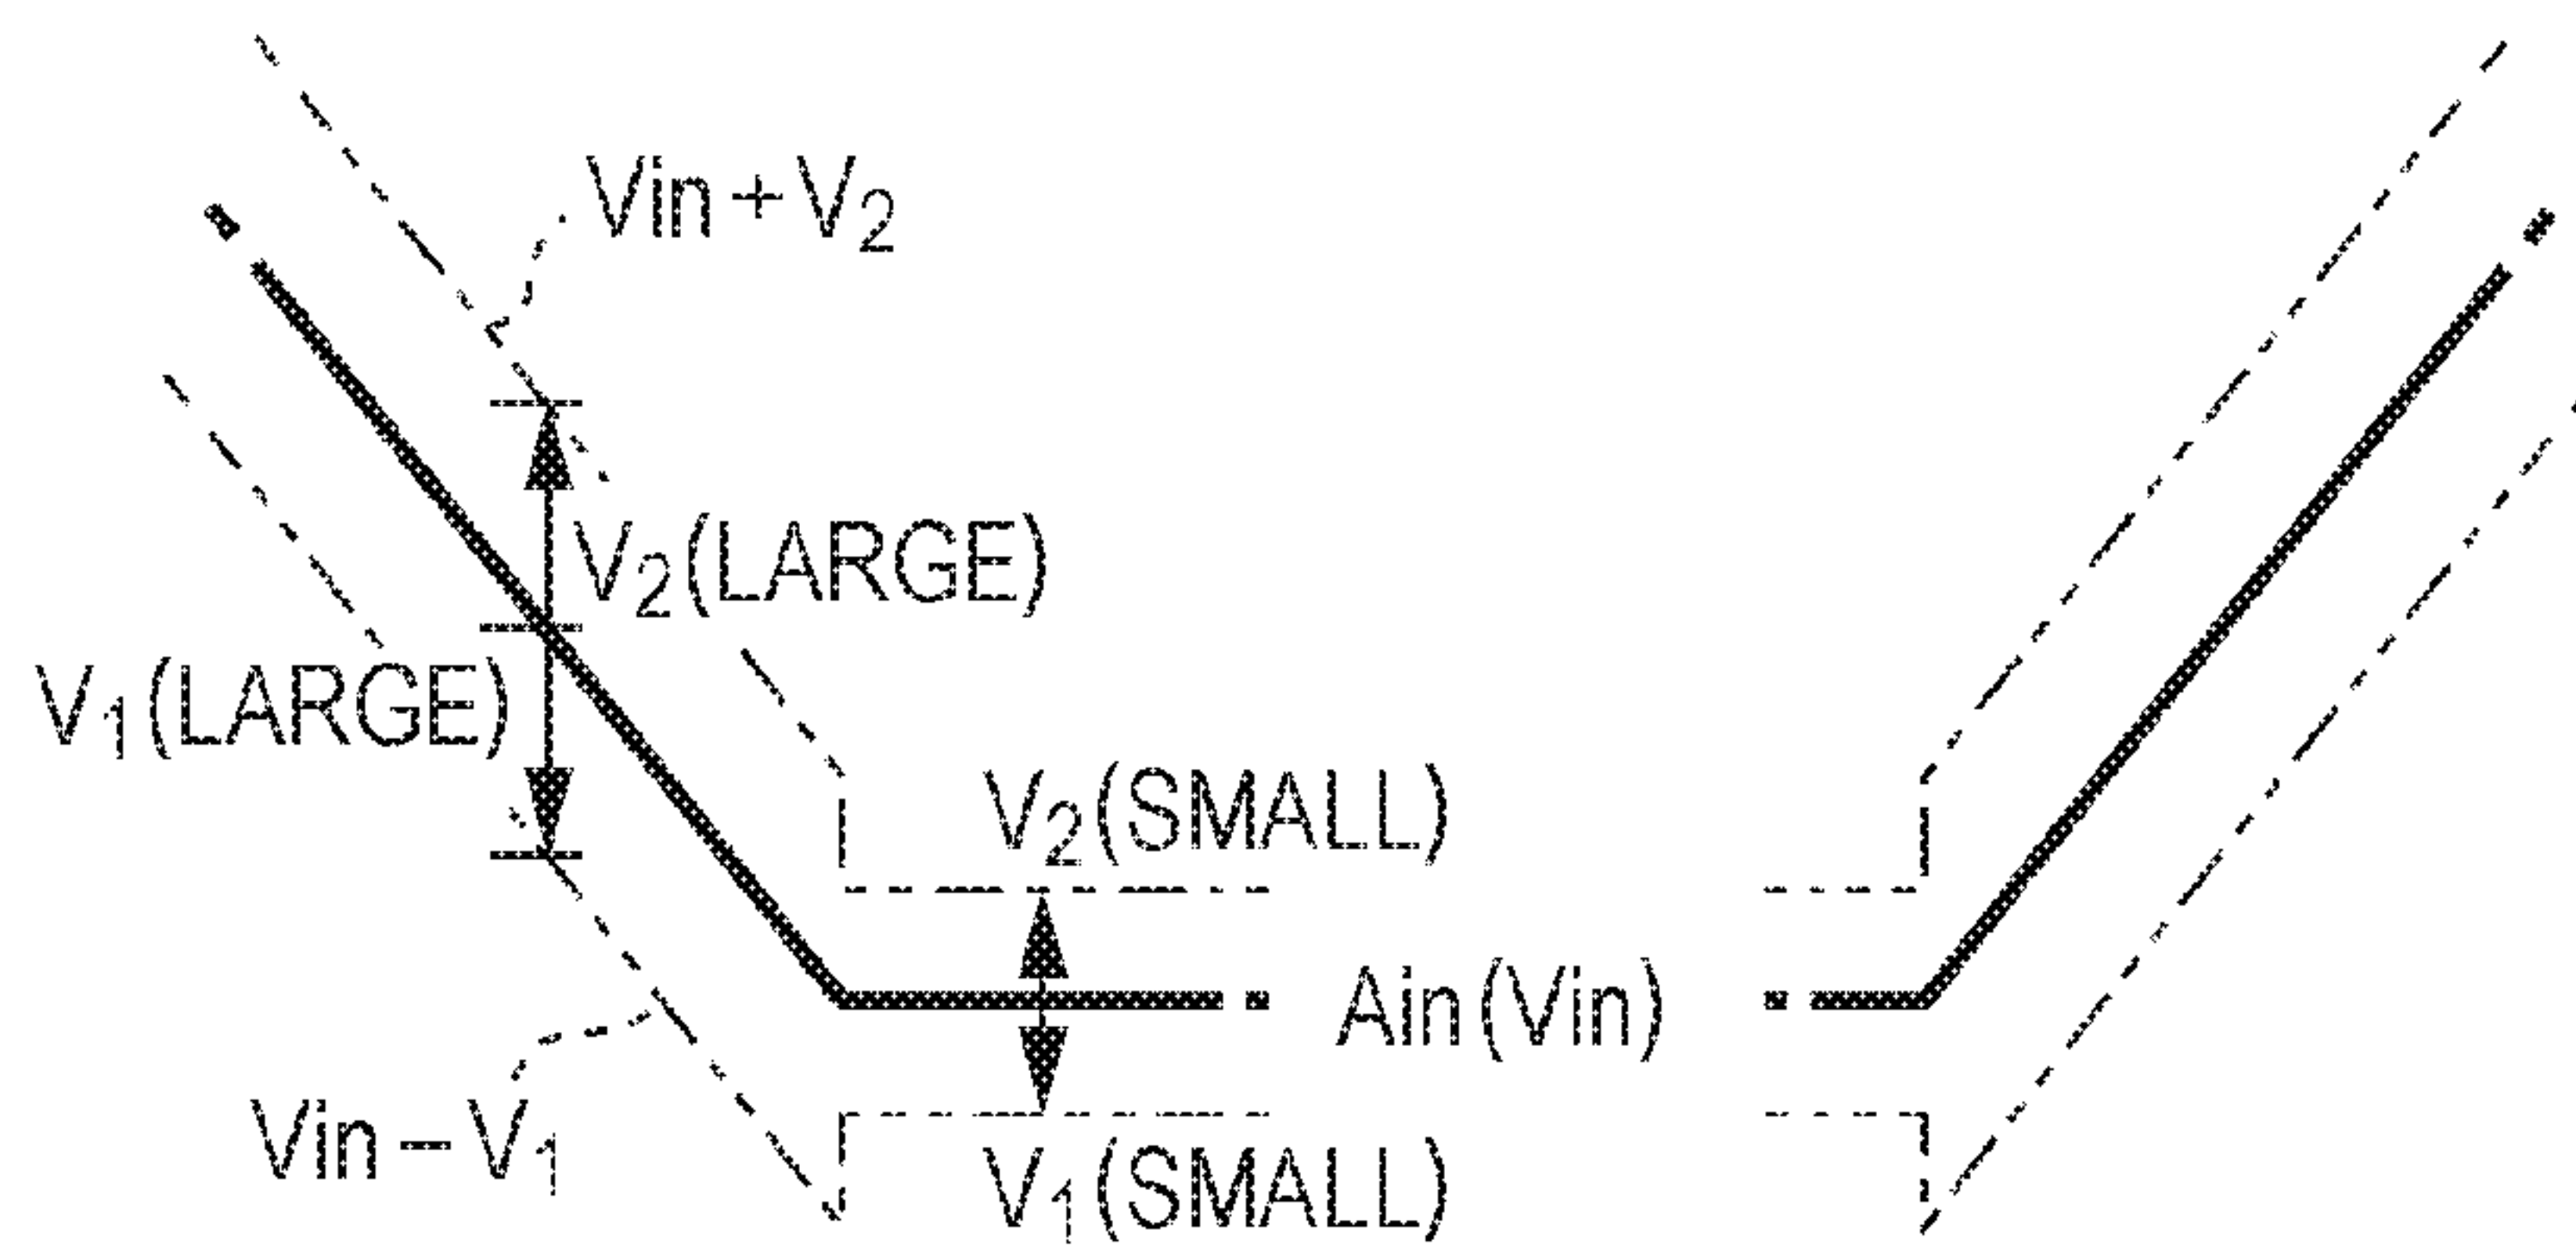 Vin + V₂
V₂ (LARGE)
V₁ (LARGE)
V₂ (SMALL)
Ain (Vin)
Vin – V₁
V₁ (SMALL)